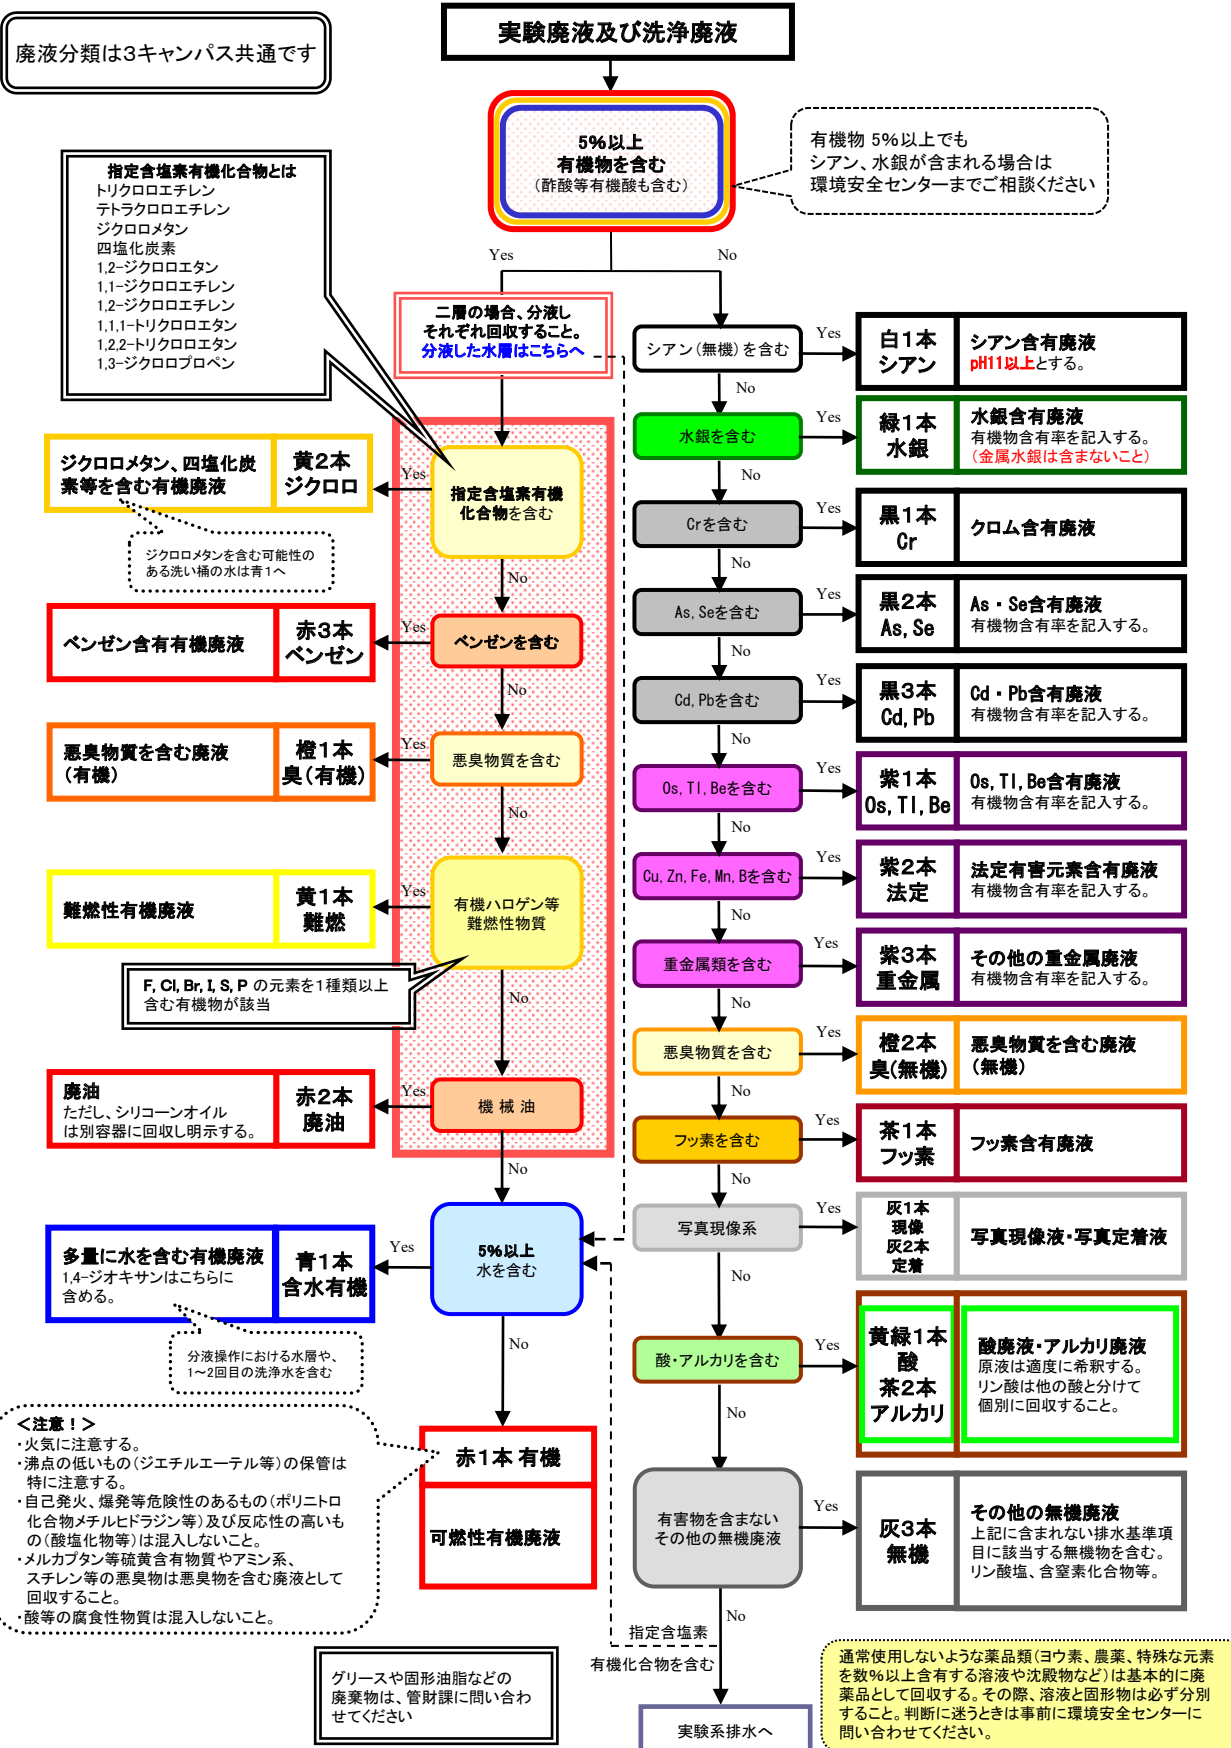 廃液分類は3キャンパス共通です
実験廃液及び洗浄廃液
5%以上
有機物を含む
(酢酸等有機酸も含む)
有機物 5%以上でも
シアン、水銀が含まれる場合は
環境安全センターまでご相談ください
指定含塩素有機化合物とは
トリクロロエチレン
テトラクロロエチレン
ジクロロメタン
四塩化炭素
1,2-ジクロロエタン
1,1-ジクロロエチレン
1,2-ジクロロエチレン
1,1,1-トリクロロエタン
1,2,2-トリクロロエタン
1,3-ジクロロプロペン
Yes
No
二層の場合、分液し
それぞれ回収すること。
分液した水層はこちらへ
シアン(無機)を含む
Yes
白1本
シアン
シアン含有廃液
pH11以上とする。
No
水銀を含む
Yes
緑1本
水銀
水銀含有廃液
有機物含有率を記入する。
(金属水銀は含まないこと)
No
ジクロロメタン、四塩化炭
素等を含む有機廃液
黄2本
ジクロロ
Yes
指定含塩素有機
化合物を含む
ジクロロメタンを含む可能性の
ある洗い桶の水は青1へ
No
Crを含む
Yes
黒1本
Cr
クロム含有廃液
No
As, Seを含む
Yes
黒2本
As, Se
As・Se含有廃液
有機物含有率を記入する。
No
ベンゼン含有有機廃液
赤3本
ベンゼン
Yes
ベンゼンを含む
No
Cd, Pbを含む
Yes
黒3本
Cd, Pb
Cd・Pb含有廃液
有機物含有率を記入する。
No
悪臭物質を含む廃液
(有機)
橙1本
臭(有機)
Yes
悪臭物質を含む
No
Os, Tl, Beを含む
Yes
紫1本
Os, Tl, Be
Os, Tl, Be含有廃液
有機物含有率を記入する。
No
Cu, Zn, Fe, Mn, Bを含む
Yes
紫2本
法定
法定有害元素含有廃液
有機物含有率を記入する。
No
難燃性有機廃液
黄1本
難燃
Yes
有機ハロゲン等
難燃性物質
F, Cl, Br, I, S, P の元素を1種類以上
含む有機物が該当
No
重金属類を含む
Yes
紫3本
重金属
その他の重金属廃液
有機物含有率を記入する。
No
悪臭物質を含む
Yes
橙2本
臭(無機)
悪臭物質を含む廃液
(無機)
No
廃油
ただし、シリコーンオイル
は別容器に回収し明示する。
赤2本
廃油
Yes
機 械 油
No
フッ素を含む
Yes
茶1本
フッ素
フッ素含有廃液
No
写真現像系
Yes
灰1本
現像
灰2本
定着
写真現像液・写真定着液
No
多量に水を含む有機廃液
1,4-ジオキサンはこちらに
含める。
青1本
含水有機
Yes
5%以上
水を含む
分液操作における水層や、
1~2回目の洗浄水を含む
No
酸・アルカリを含む
Yes
黄緑1本
酸
茶2本
アルカリ
酸廃液・アルカリ廃液
原液は適度に希釈する。
リン酸は他の酸と分けて
個別に回収すること。
No
<注意!>
・火気に注意する。
・沸点の低いもの(ジエチルエーテル等)の保管は
特に注意する。
・自己発火、爆発等危険性のあるもの(ポリニトロ
化合物メチルヒドラジン等)及び反応性の高いも
の(酸塩化物等)は混入しないこと。
・メルカプタン等硫黄含有物質やアミン系、
スチレン等の悪臭物は悪臭物を含む廃液として
回収すること。
・酸等の腐食性物質は混入しないこと。
赤1本 有機
可燃性有機廃液
有害物を含まない
その他の無機廃液
Yes
灰3本
無機
その他の無機廃液
上記に含まれない排水基準項
目に該当する無機物を含む。
リン酸塩、含窒素化合物等。
No
指定含塩素
有機化合物を含む
グリースや固形油脂などの
廃棄物は、管財課に問い合わ
せてください
実験系排水へ
通常使用しないような薬品類(ヨウ素、農薬、特殊な元素
を数%以上含有する溶液や沈殿物など)は基本的に廃
薬品として回収する。その際、溶液と固形物は必ず分別
すること。判断に迷うときは事前に環境安全センターに
問い合わせてください。